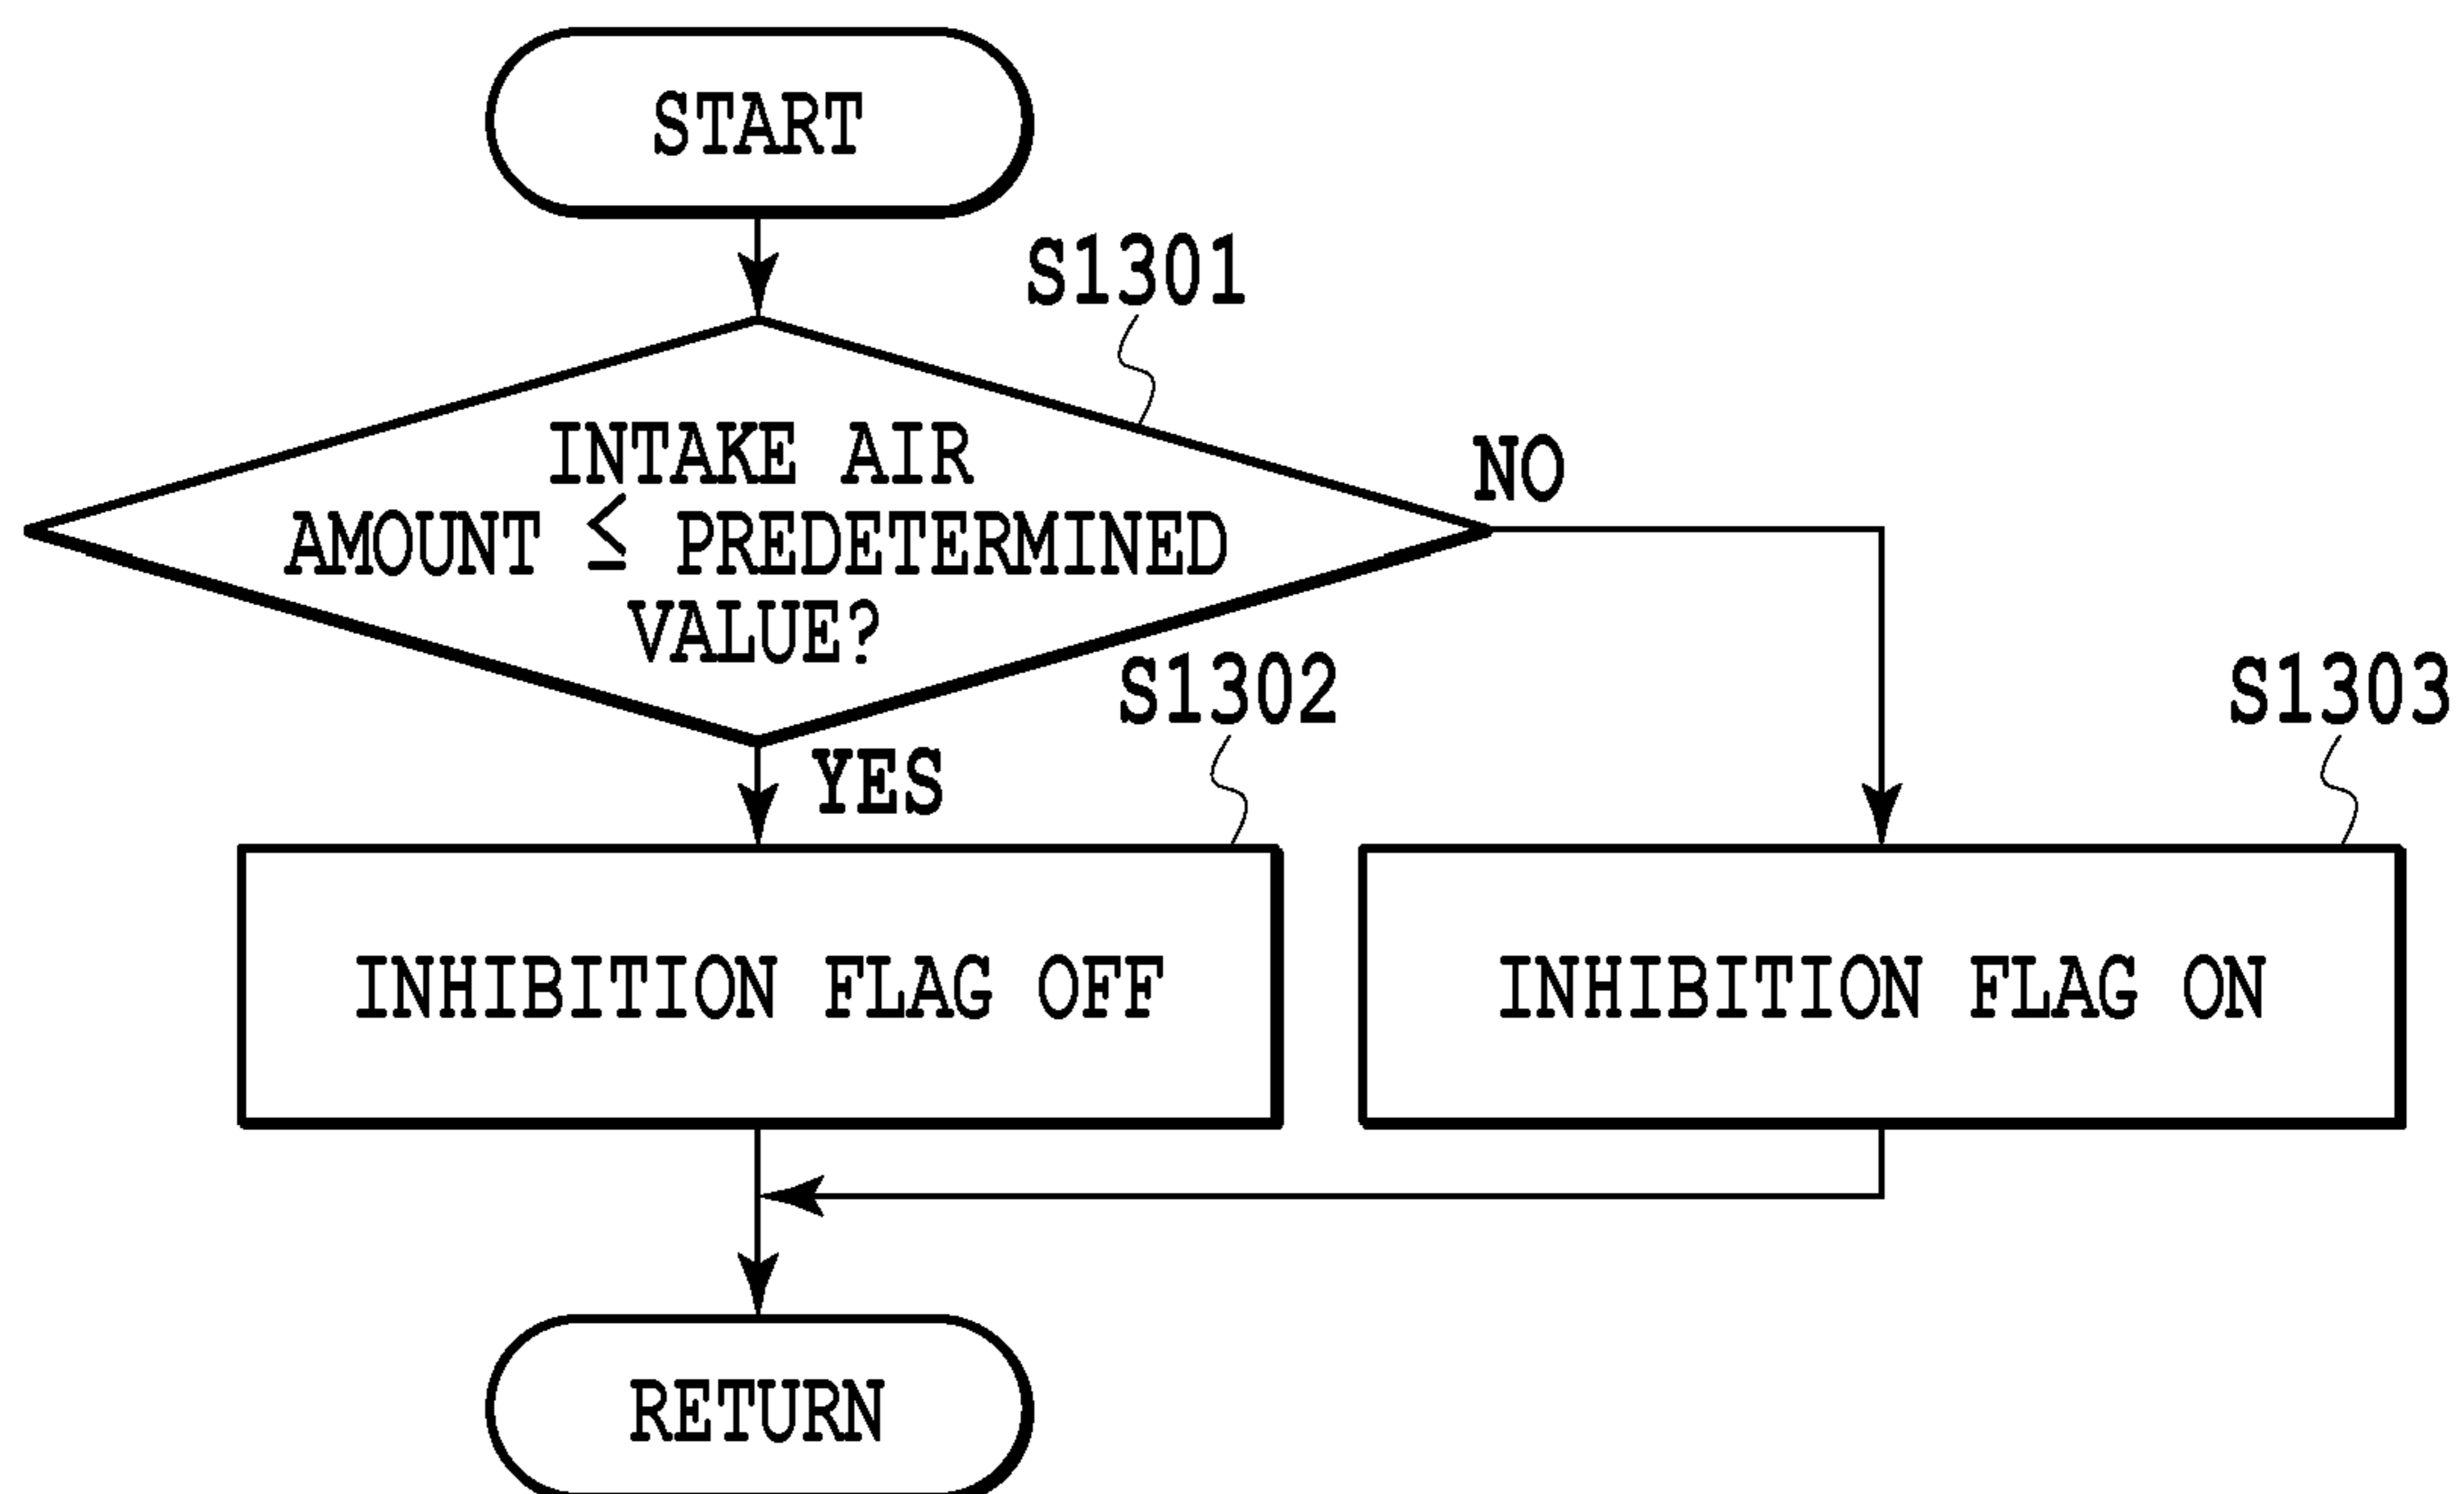 START
S1301
INTAKE AIR
AMOUNT ≤ PREDETERMINED
VALUE?
NO
YES
S1302
S1303
INHIBITION FLAG OFF
INHIBITION FLAG ON
RETURN